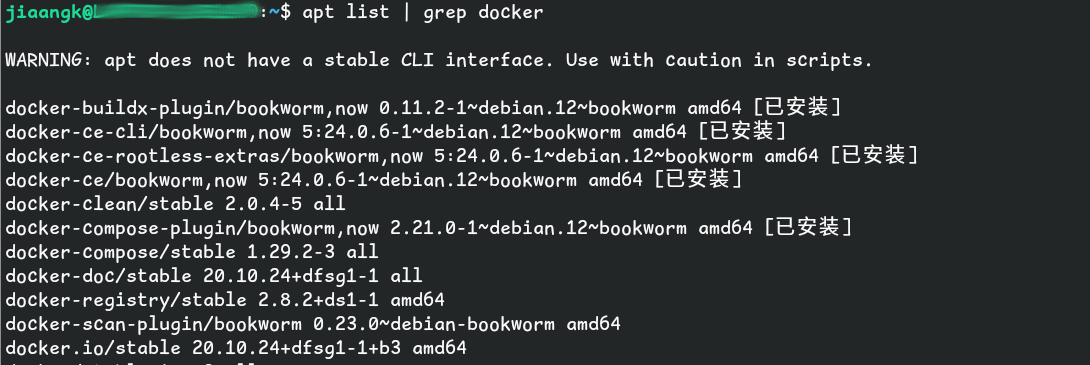 jiaangk@:~$ apt list | grep docker
WARNING: apt does not have a stable CLI interface. Use with caution in scripts.
docker-buildx-plugin/bookworm,now 0.11.2-1~debian.12~bookworm amd64 [已安装]
docker-ce-cli/bookworm,now 5:24.0.6-1~debian.12~bookworm amd64 [已安装]
docker-ce-rootless-extras/bookworm,now 5:24.0.6-1~debian.12~bookworm amd64 [已安装]
docker-ce/bookworm,now 5:24.0.6-1~debian.12~bookworm amd64 [已安装]
docker-clean/stable 2.0.4-5 all
docker-compose-plugin/bookworm,now 2.21.0-1~debian.12~bookworm amd64 [已安装]
docker-compose/stable 1.29.2-3 all
docker-doc/stable 20.10.24+dfsg1-1 all
docker-registry/stable 2.8.2+ds1-1 amd64
docker-scan-plugin/bookworm 0.23.0~debian-bookworm amd64
docker.io/stable 20.10.24+dfsg1-1+b3 amd64